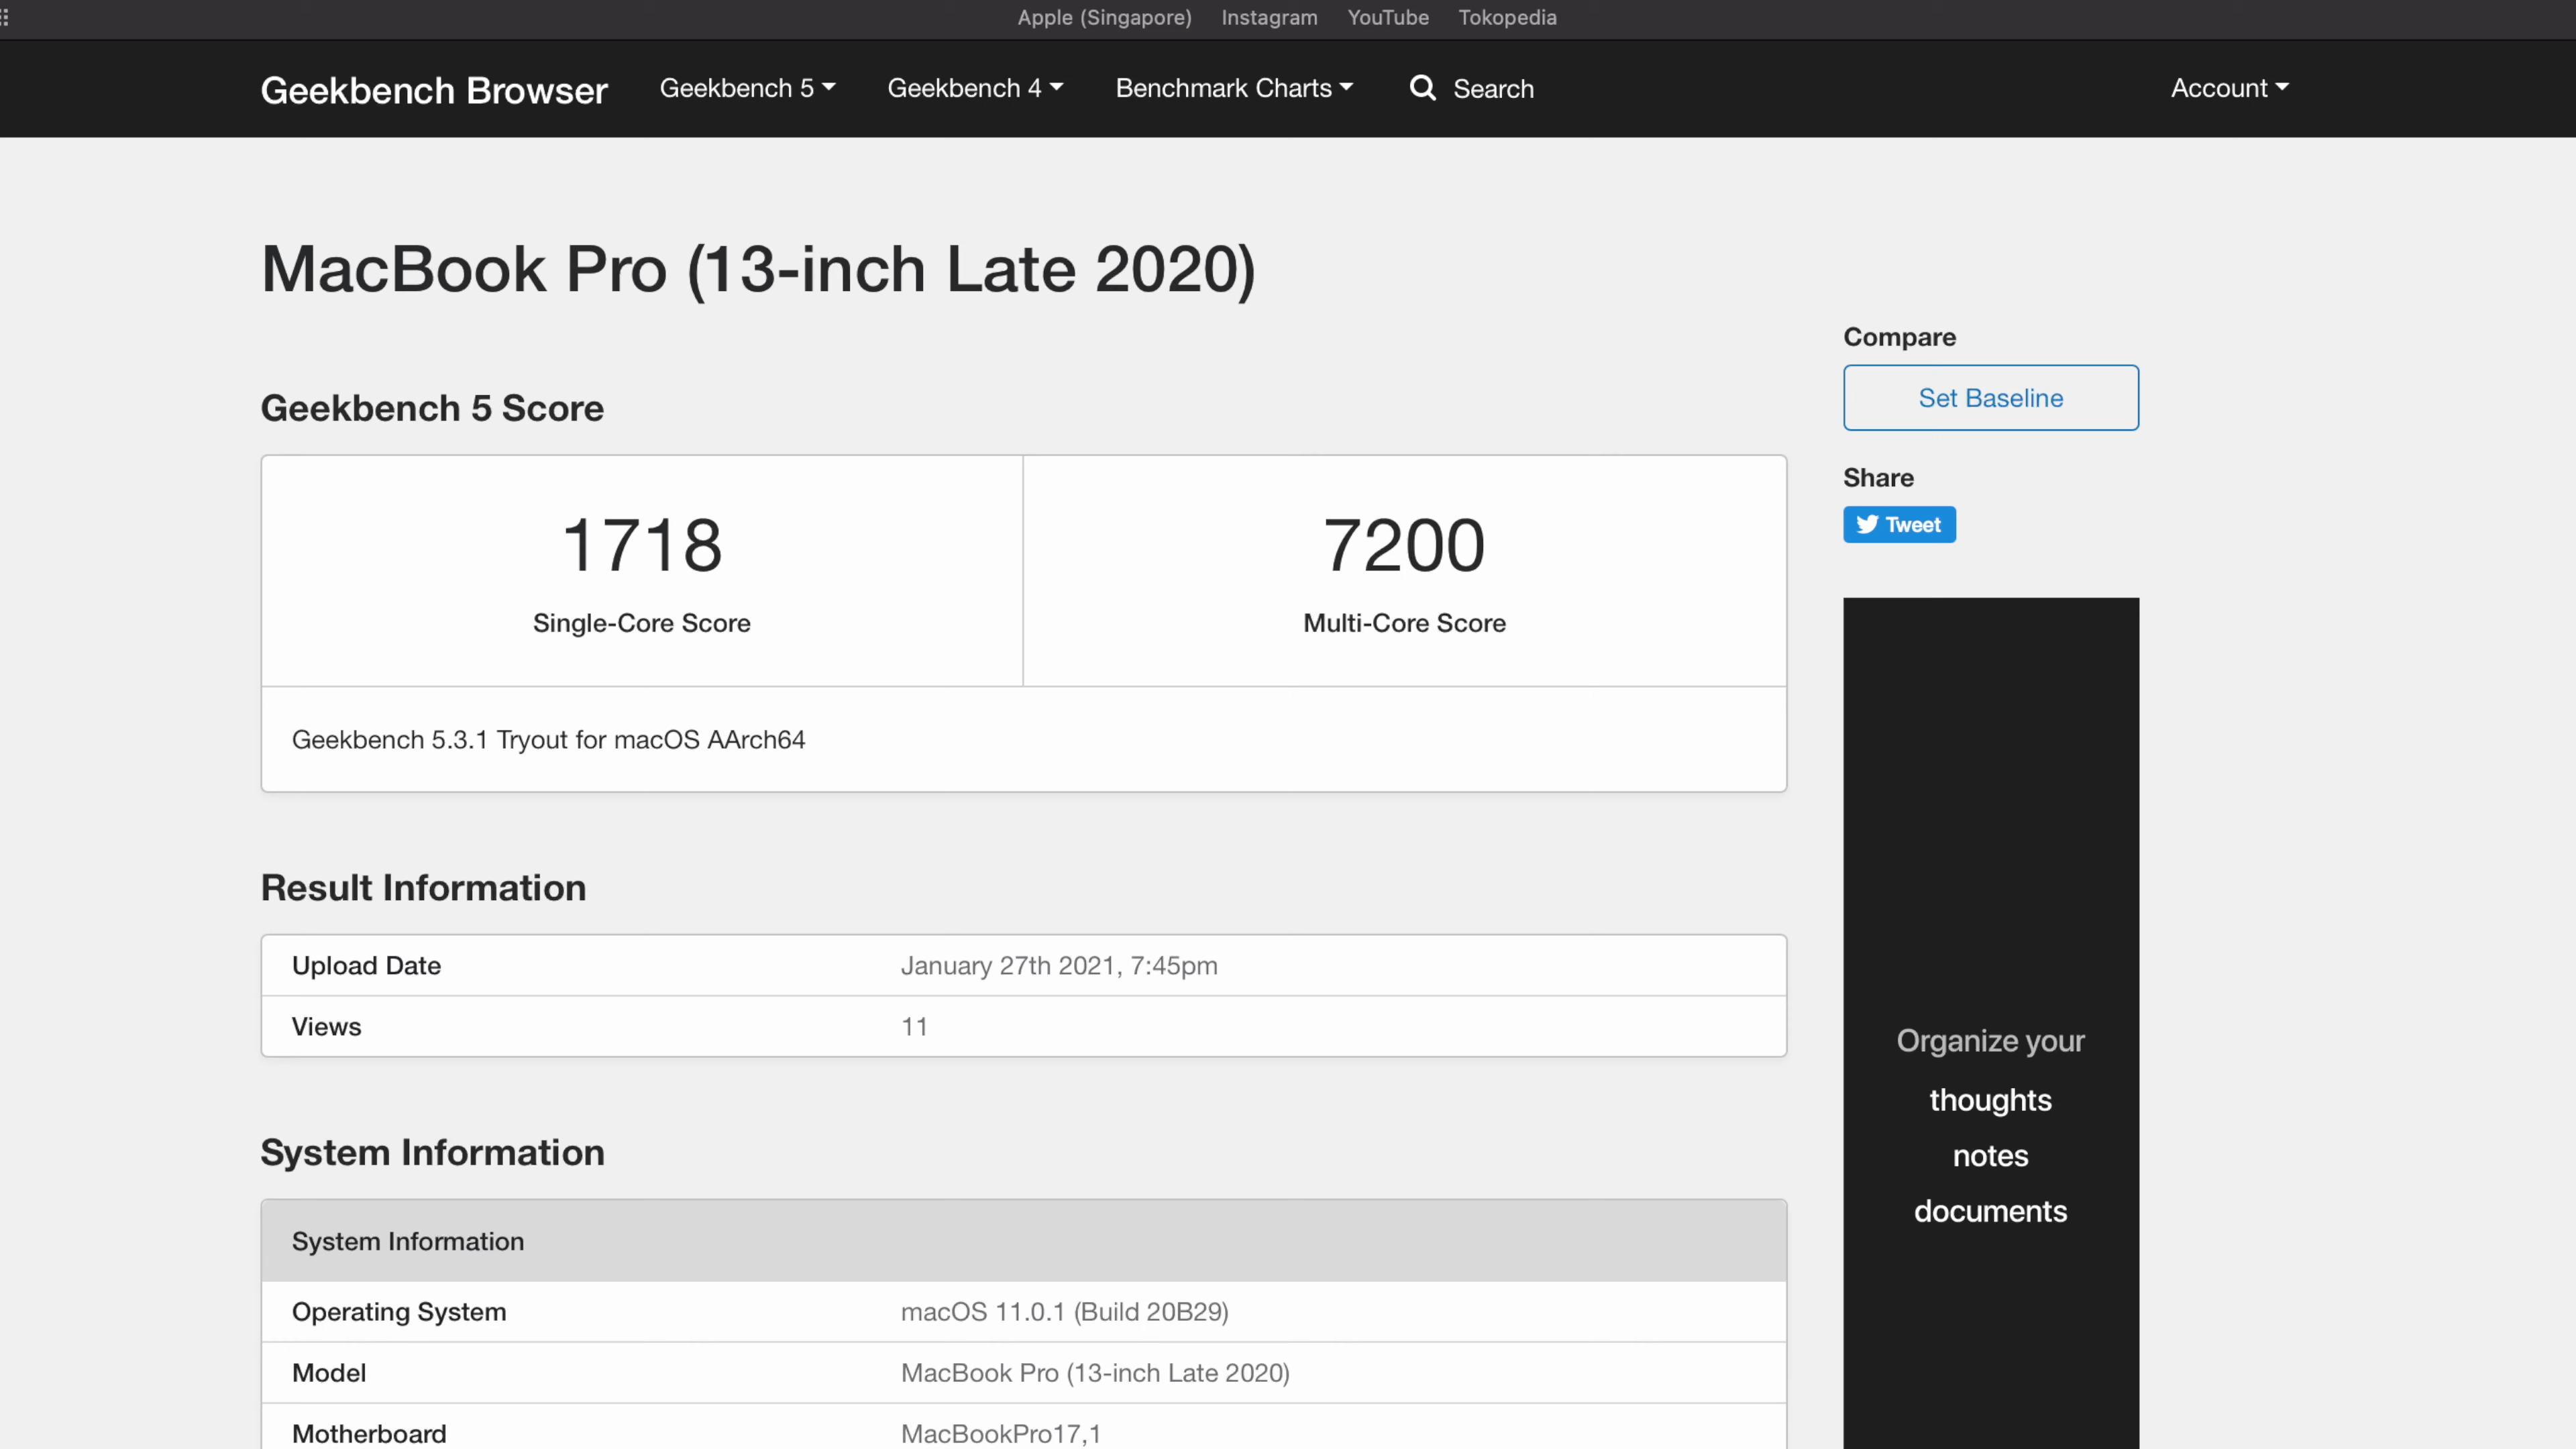 Apple (Singapore) Instagram YouTube Tokopedia
Geekbench Browser Geekbench 5 Geekbench 4 Benchmark Charts Search Account
MacBook Pro (13-inch Late 2020)
Geekbench 5 Score
1718 7200
Single-Core Score Multi-Core Score
Geekbench 5.3.1 Tryout for macOS AArch64
Result Information
Upload Date January 27th 2021, 7:45pm
Views 11
System Information
System Information
Operating System macOS 11.0.1 (Build 20B29)
Model MacBook Pro (13-inch Late 2020)
Motherboard MacBookPro17,1
Compare
Set Baseline
Share
Tweet
Organize your
thoughts
notes
documents